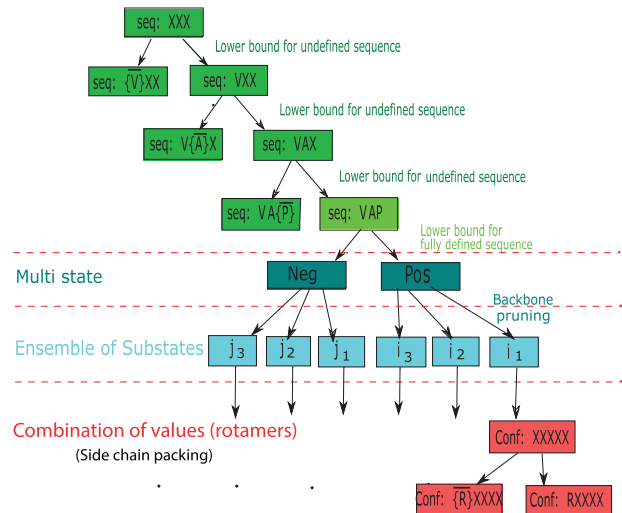 seq: XXX
Lower bound for undefined sequence
seq: {V̅}XX
seq: VXX
Lower bound for undefined sequence
seq: V{A̅}X
seq: VAX
Lower bound for undefined sequence
seq: VA{P̅}
seq: VAP
Lower bound for
fully defined sequence
Multi state
Neg
Pos
Backbone
pruning
Ensemble of Substates
j3
j2
j1
i3
i2
i1
Combination of values (rotamers)
(Side chain packing)
Conf: XXXXX
Conf: {R̅}XXXX
Conf: RXXXX